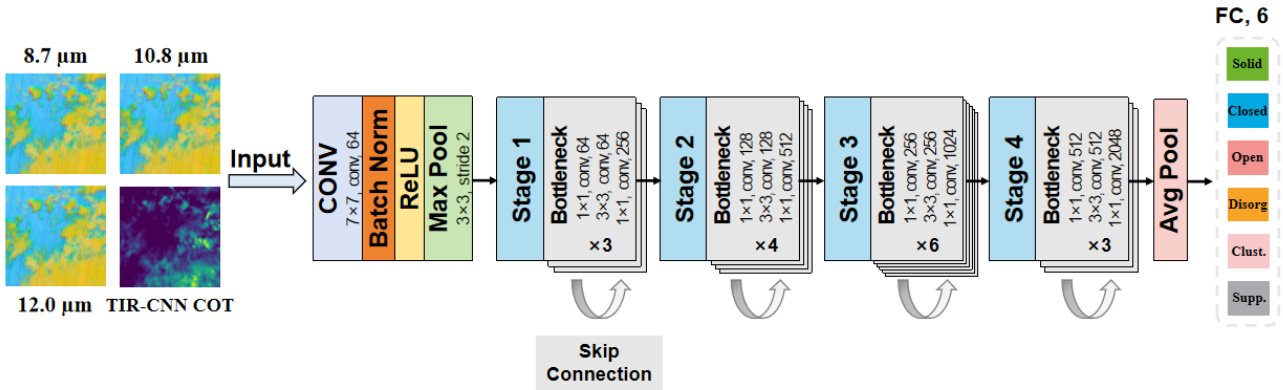 8.7 µm
10.8 µm
12.0 µm
TIR-CNN COT
Input
CONV
7×7, conv, 64
Batch Norm
ReLU
Max Pool
3×3, stride 2
Stage 1
Bottleneck
1×1, conv, 64
3×3, conv, 64
1×1, conv, 256
×3
Skip
Connection
Stage 2
Bottleneck
1×1, conv, 128
3×3, conv, 128
1×1, conv, 512
×4
Stage 3
Bottleneck
1×1, conv, 256
3×3, conv, 256
1×1, conv, 1024
×6
Stage 4
Bottleneck
1×1, conv, 512
3×3, conv, 512
1×1, conv, 2048
×3
Avg Pool
FC, 6
Solid
Closed
Open
Disorg
Clust.
Supp.